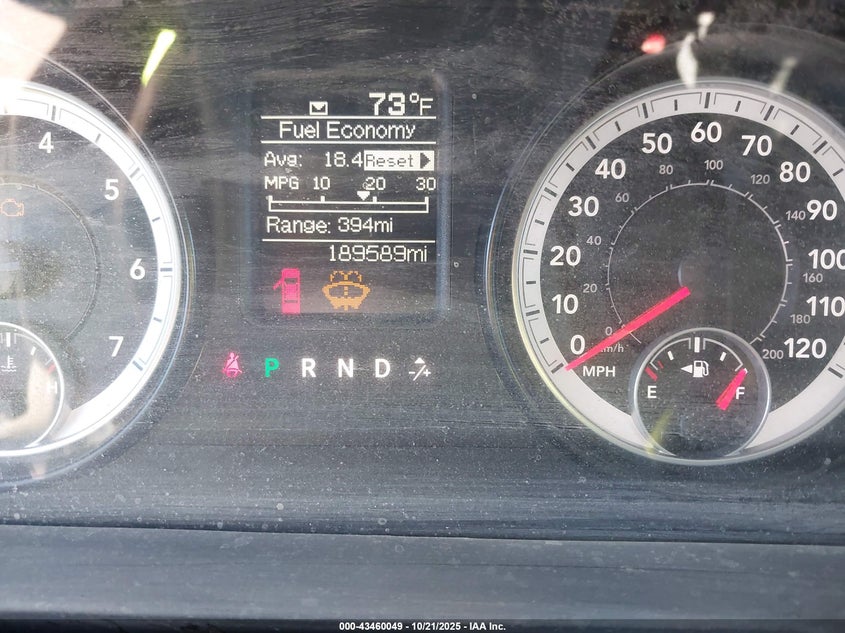 73°F
Fuel Economy
Avg: 18.4 Reset
MPG 10 20 30
Range: 394mi
189589mi
P R N D -/+
4
5
6
7
H
0 10 20 30 40 50 60 70 80 90 100 110 120
MPH
0 20 40 60 80 100 120 140 160 180 200
km/h
E F
000-43460049 - 10/21/2025 - IAA Inc.